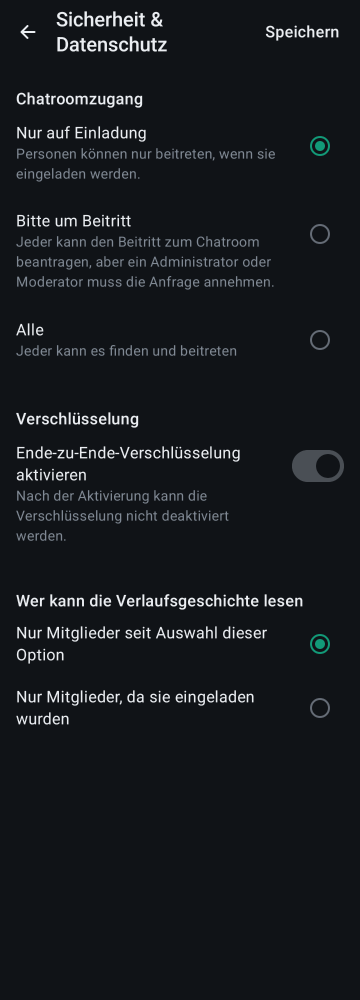 Sicherheit &
Datenschutz
Speichern
Chatroomzugang
Nur auf Einladung
Personen können nur beitreten, wenn sie
eingeladen werden.
Bitte um Beitritt
Jeder kann den Beitritt zum Chatroom
beantragen, aber ein Administrator oder
Moderator muss die Anfrage annehmen.
Alle
Jeder kann es finden und beitreten
Verschlüsselung
Ende-zu-Ende-Verschlüsselung
aktivieren
Nach der Aktivierung kann die
Verschlüsselung nicht deaktiviert
werden.
Wer kann die Verlaufsgeschichte lesen
Nur Mitglieder seit Auswahl dieser
Option
Nur Mitglieder, da sie eingeladen
wurden